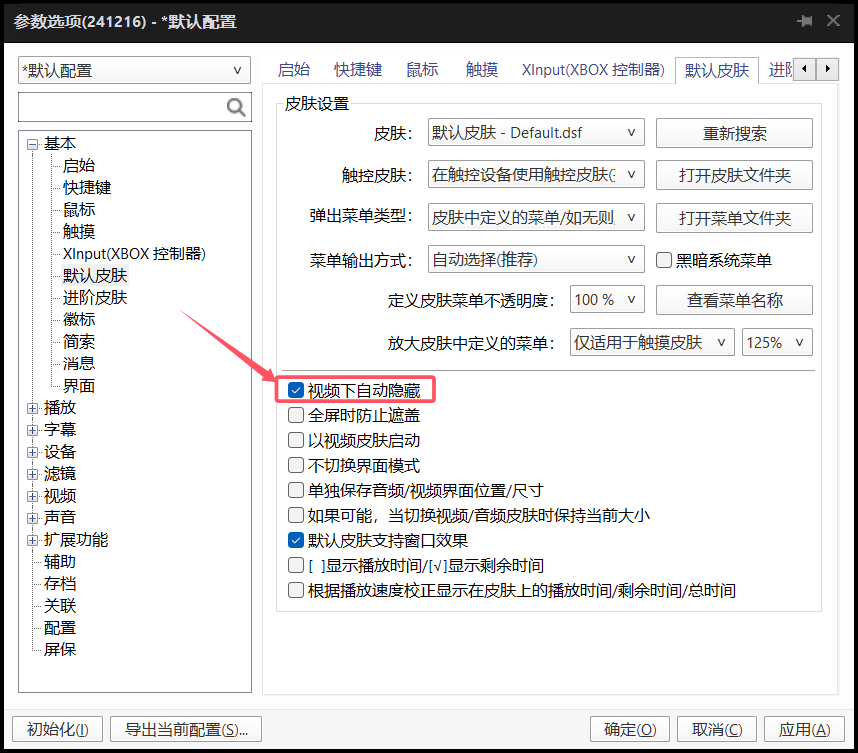 参数选项(241216) - *默认配置
*默认配置
基本
启始
快捷键
鼠标
触摸
XInput(XBOX 控制器)
默认皮肤
进阶皮肤
徽标
简索
消息
界面
播放
字幕
设备
滤镜
视频
声音
扩展功能
辅助
存档
关联
配置
屏保
启始 快捷键 鼠标 触摸 XInput(XBOX 控制器) 默认皮肤 进阶
皮肤设置
皮肤: 默认皮肤 - Default.dsf 重新搜索
触控皮肤: 在触控设备使用触控皮肤( 打开皮肤文件夹
弹出菜单类型: 皮肤中定义的菜单/如无则 打开菜单文件夹
菜单输出方式: 自动选择(推荐) 黑暗系统菜单
定义皮肤菜单不透明度: 100 % 查看菜单名称
放大皮肤中定义的菜单: 仅适用于触摸皮肤 125%
视频下自动隐藏
全屏时防止遮盖
以视频皮肤启动
不切换界面模式
单独保存音频/视频界面位置/尺寸
如果可能，当切换视频/音频皮肤时保持当前大小
默认皮肤支持窗口效果
[ ]显示播放时间/[√]显示剩余时间
根据播放速度校正显示在皮肤上的播放时间/剩余时间/总时间
初始化(I) 导出当前配置(S)... 确定(O) 取消(C) 应用(A)